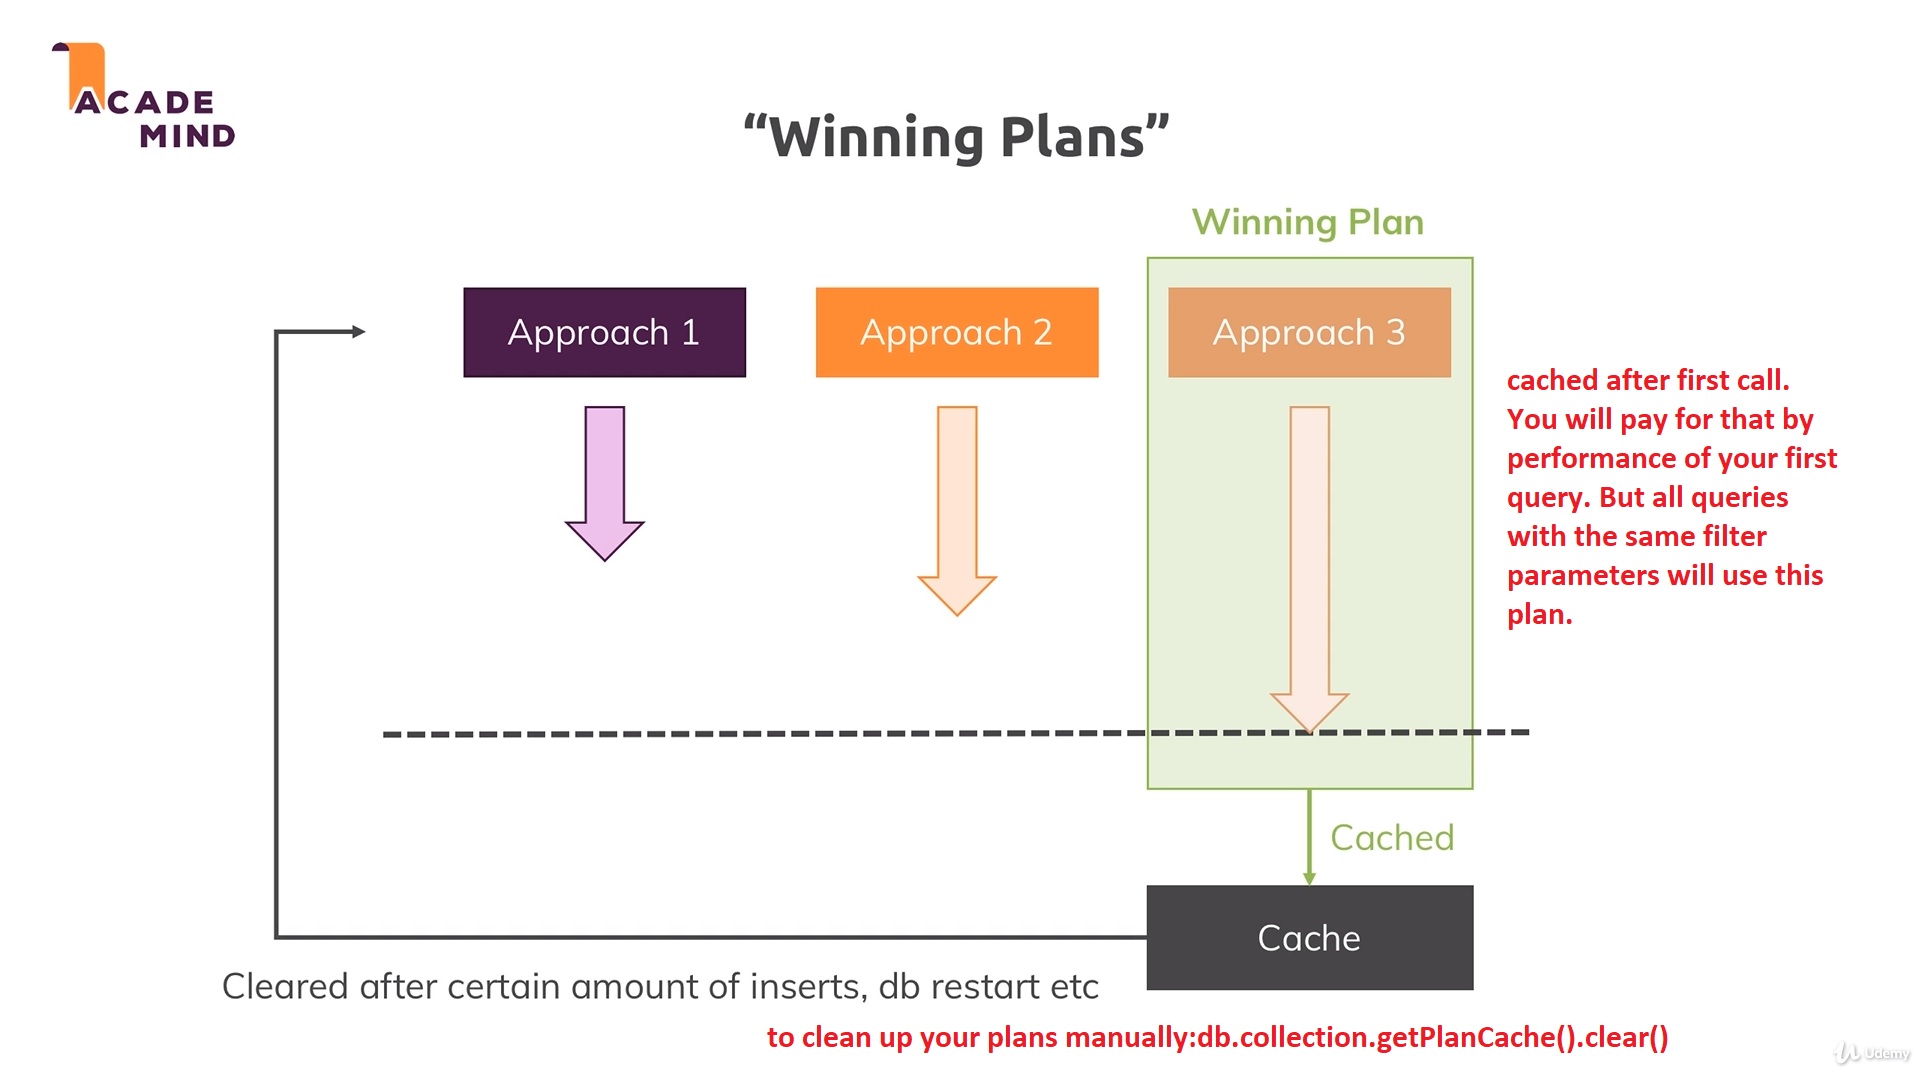 ACADE
MIND
“Winning Plans”
Winning Plan
Approach 1
Approach 2
Approach 3
cached after first call.
You will pay for that by
performance of your first
query. But all queries
with the same filter
parameters will use this
plan.
Cached
Cache
Cleared after certain amount of inserts, db restart etc
to clean up your plans manually:db.collection.getPlanCache().clear()
Udemy